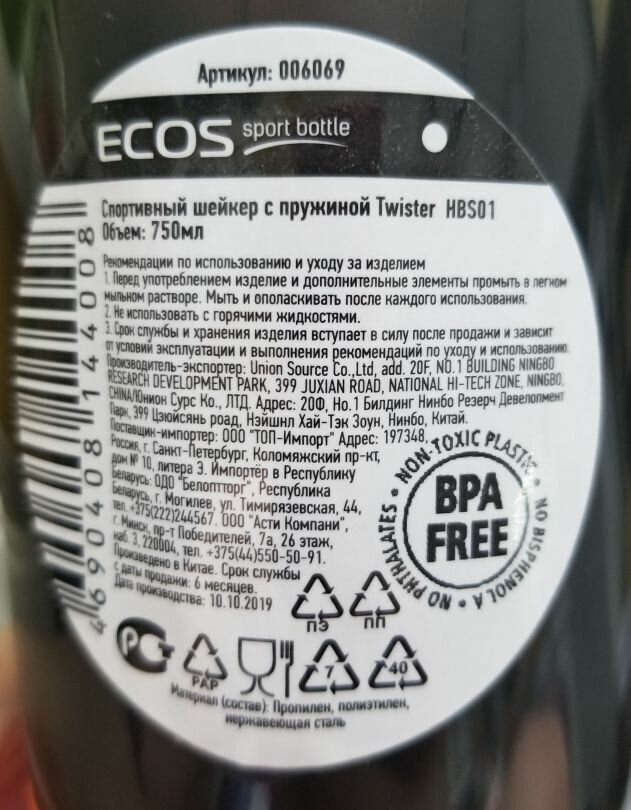 Артикул: 006069
ECOS sport bottle
Спортивный шейкер с пружиной Twister HBS01
Объем: 750мл
Рекомендации по использованию и уходу за изделием
1. Перед употреблением изделие и дополнительные элементы промыть в легком
мыльном растворе. Мыть и ополаскивать после каждого использования.
2. Не использовать с горячими жидкостями.
3. Срок службы и хранения изделия вступает в силу после продажи и зависит
от условий эксплуатации и выполнения рекомендаций по уходу и использованию.
Производитель-экспортер: Union Source Co.,Ltd, add. 20F, NO.1 BUILDING NINGBO
RESEARCH DEVELOPMENT PARK, 399 JUXIAN ROAD, NATIONAL HI-TECH ZONE, NINGBO,
CHINA/Юнион Сурс Ко., ЛТД. Адрес: 20Ф, Но.1 Билдинг Нинбо Резерч Девелопмент
Парк, 399 Цзюйсянь роад, Нэйшнл Хай-Тэк Зоун, Нинбо, Китай.
Поставщик-импортер: ООО "ТОП-Импорт" Адрес: 197348,
Россия, г. Санкт-Петербург, Коломяжский пр-кт,
дом № 10, литера Э. Импортёр в Республику
Беларусь: ОДО "Белоптторг", Республика
Беларусь, г. Могилев, ул. Тимирязевская, 44,
тел. +375(222)244567. ООО "Асти Компани",
г. Минск, пр-т Победителей, 7а, 26 этаж,
каб. 3, 220004, тел. +375(44)550-50-91.
Произведено в Китае. Срок службы
с даты продажи: 6 месяцев.
Дата производства: 10.10.2019
NON-TOXIC PLASTIC • NO BISPHENOL A • NO PHTHALATES •
BPA
FREE
ПЭ ПП
РСТ PAP 7 40
Материал (состав): Пропилен, полиэтилен,
нержавеющая сталь
4690408144008